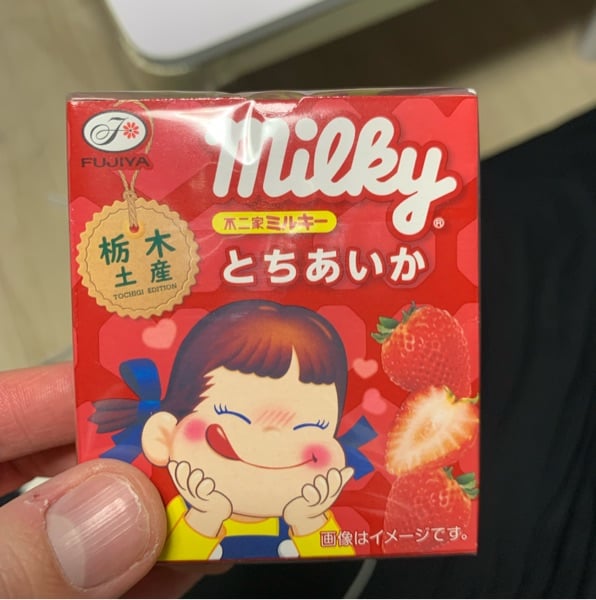 FUJIYA
milky®
不二家ミルキー
とちあいか
栃木
土産
TOCHIGI EDITION
画像はイメージです。